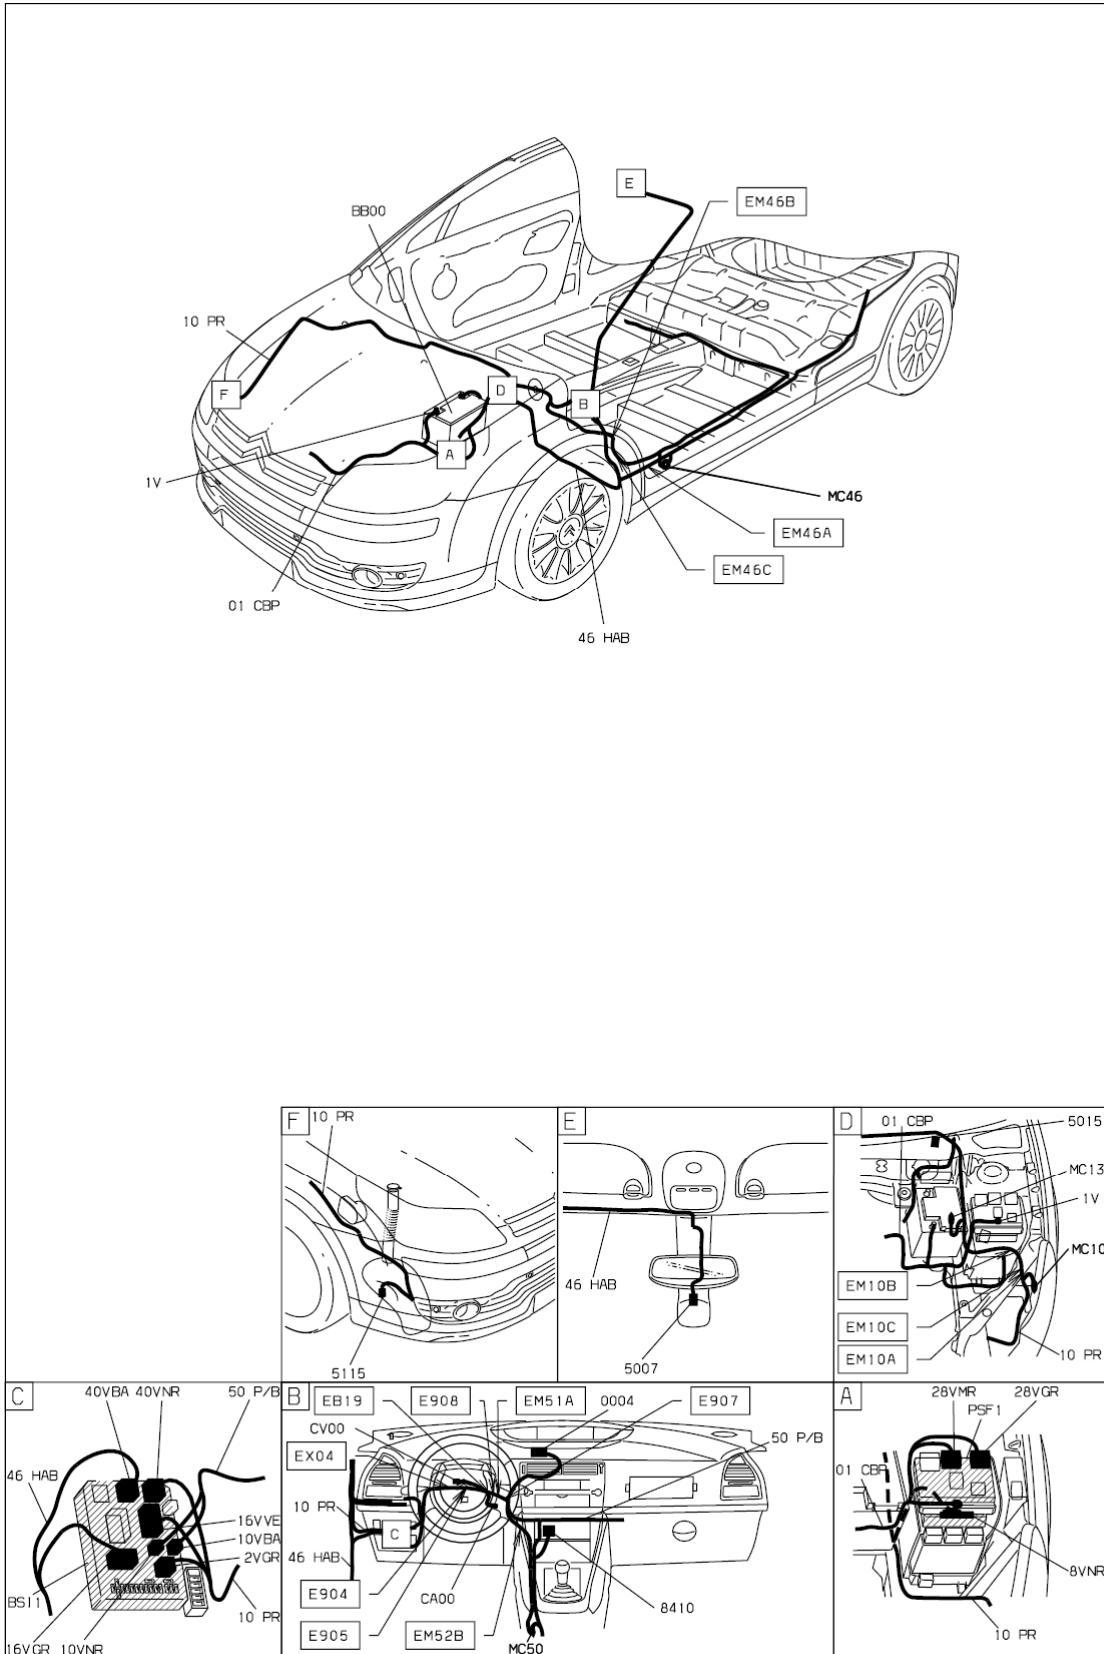 E
EM46B
BB00
10 PR
F
D
B
A
1V
MC46
EM46A
EM46C
01 CBP
46 HAB
F
10 PR
5115
E
46 HAB
5007
D
01 CBP
5015
MC13
1V
MC10
EM10B
EM10C
EM10A
10 PR
C
40VBA 40VNR
50 P/B
46 HAB
16VVE
10VBA
2VGR
BSI1
10 PR
16VGR 10VNR
B
EB19
E908
EM51A
0004
E907
CV00
50 P/B
EX04
10 PR
C
46 HAB
E904
CA00
8410
E905
EM52B
MC50
A
28VMR
28VGR
PSF1
01 CBP
8VNR
10 PR